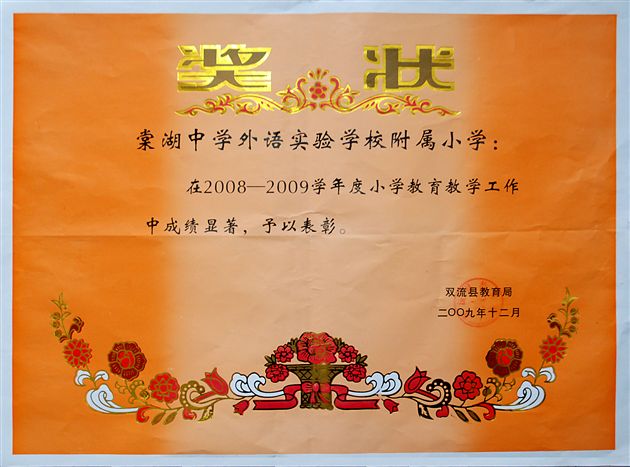 奖状
棠湖中学外语实验学校附属小学：
在2008—2009学年度小学教育教学工作
中成绩显著，予以表彰。
双流县教育局
二〇〇九年十二月